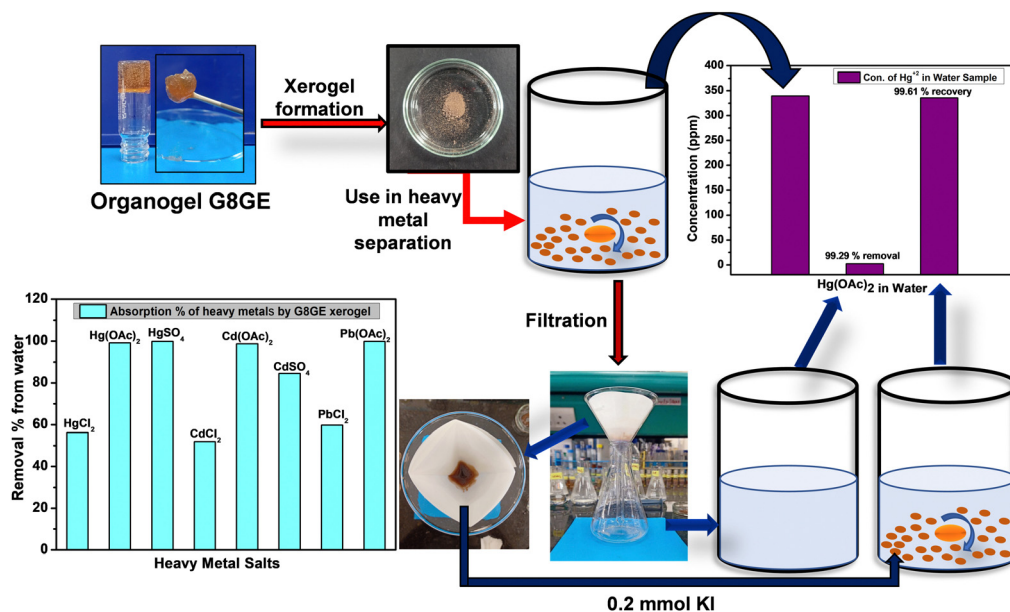 Organogel G8GE
Xerogel
formation
Use in heavy
metal
separation
Filtration
0.2 mmol KI
Con. of Hg⁺² in Water Sample
99.61 % recovery
99.29 % removal
Concentration (ppm)
400
350
300
250
200
150
100
50
0
Hg(OAc)₂ in Water
Absorption % of heavy metals by G8GE xerogel
Removal % from water
120
100
80
60
40
20
0
HgCl₂
Hg(OAc)₂
HgSO₄
CdCl₂
Cd(OAc)₂
CdSO₄
PbCl₂
Pb(OAc)₂
Heavy Metal Salts